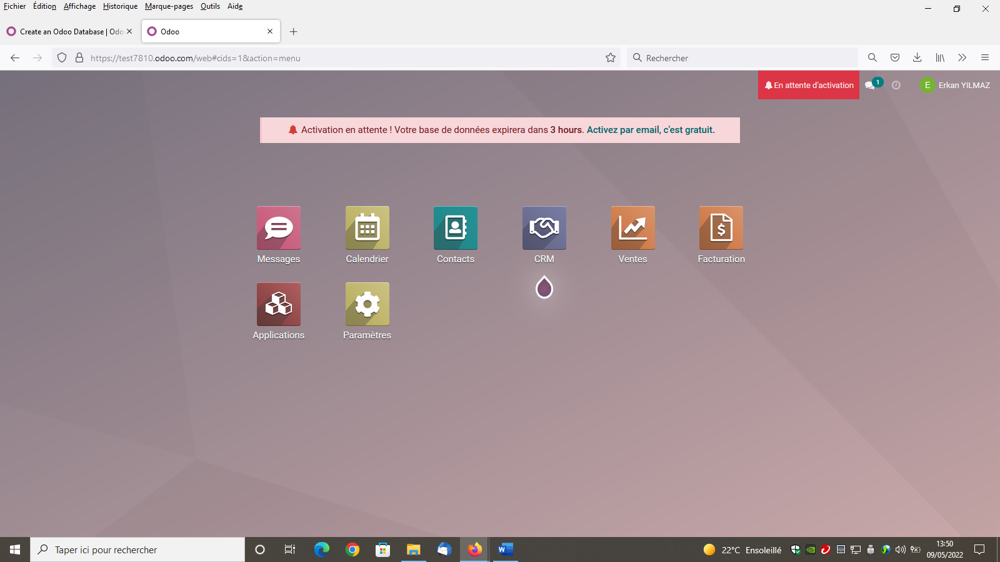 Fichier Édition Affichage Historique Marque-pages Outils Aide
Create an Odoo Database | Odo
Odoo
https://test7810.odoo.com/web#cids=1&action=menu
Rechercher
En attente d'activation
1
E
Erkan YILMAZ
Activation en attente ! Votre base de données expirera dans 3 hours. Activez par email, c'est gratuit.
Messages
Calendrier
Contacts
CRM
Ventes
Facturation
Applications
Paramètres
Taper ici pour rechercher
22°C Ensoleillé
13:50
09/05/2022